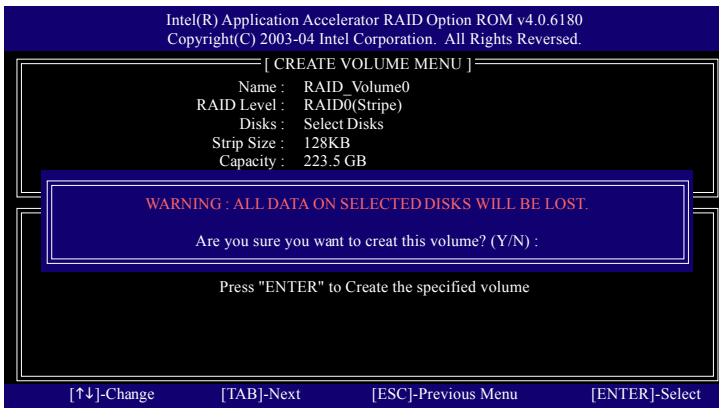 Intel(R) Application Accelerator RAID Option ROM v4.0.6180
Copyright(C) 2003-04 Intel Corporation. All Rights Reversed.
[ CREATE VOLUME MENU ]
Name : RAID_Volume0
RAID Level : RAID0(Stripe)
Disks : Select Disks
Strip Size : 128KB
Capacity : 223.5 GB
WARNING : ALL DATA ON SELECTED DISKS WILL BE LOST.
Are you sure you want to creat this volume? (Y/N) :
Press "ENTER" to Create the specified volume
[↑↓]-Change [TAB]-Next [ESC]-Previous Menu [ENTER]-Select